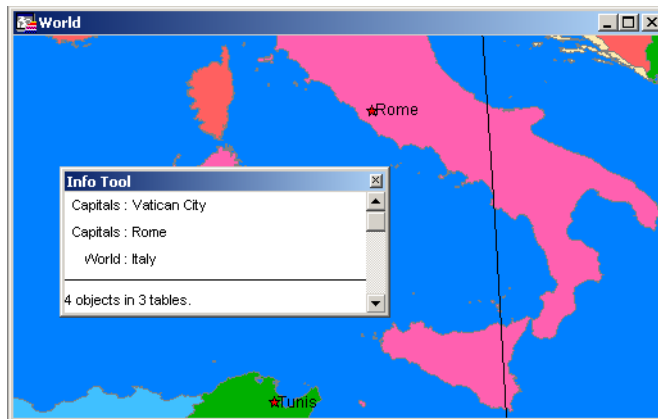 World
Rome
Info Tool
Capitals : Vatican City
Capitals : Rome
World : Italy
4 objects in 3 tables.
Tunis